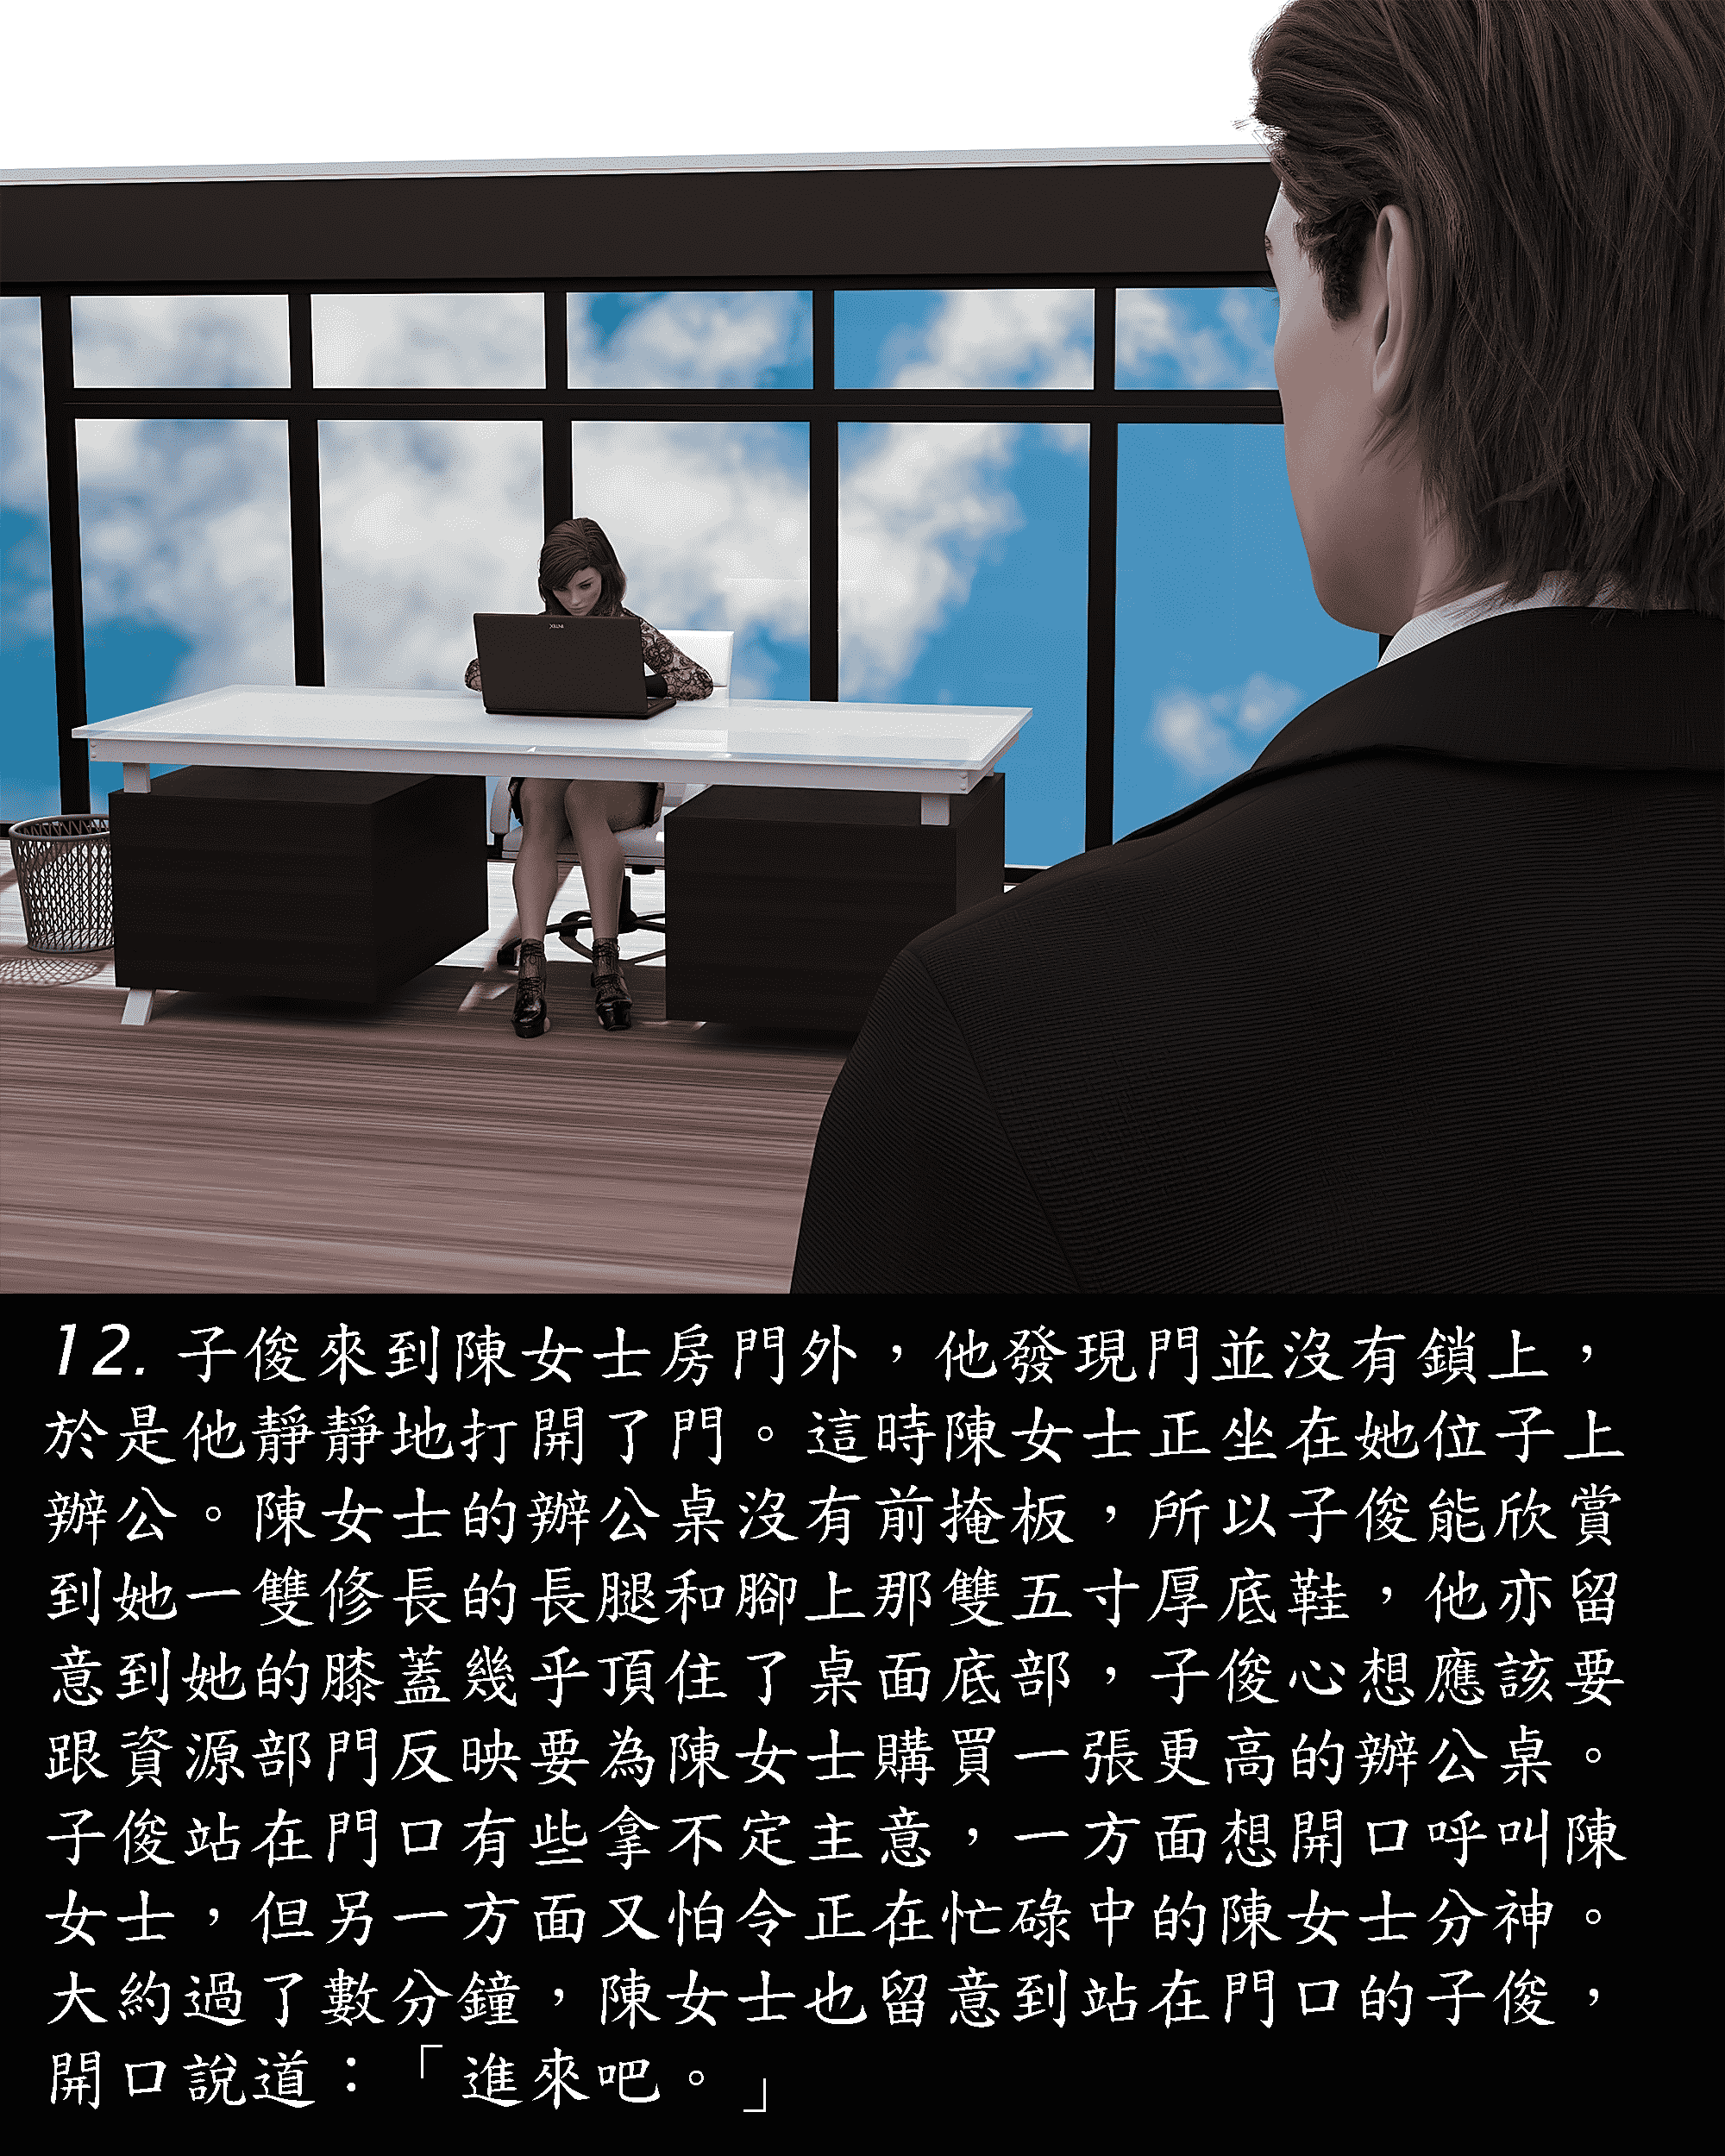 12. 子俊來到陳女士房門外，他發現門並沒有鎖上，
於是他靜靜地打開了門。這時陳女士正坐在她位子上
辦公。陳女士的辦公桌沒有前掩板，所以子俊能欣賞
到她一雙修長的長腿和腳上那雙五寸厚底鞋，他亦留
意到她的膝蓋幾乎頂住了桌面底部，子俊心想應該要
跟資源部門反映要為陳女士購買一張更高的辦公桌。
子俊站在門口有些拿不定主意，一方面想開口呼叫陳
女士，但另一方面又怕令正在忙碌中的陳女士分神。
大約過了數分鐘，陳女士也留意到站在門口的子俊，
開口說道：「進來吧。」